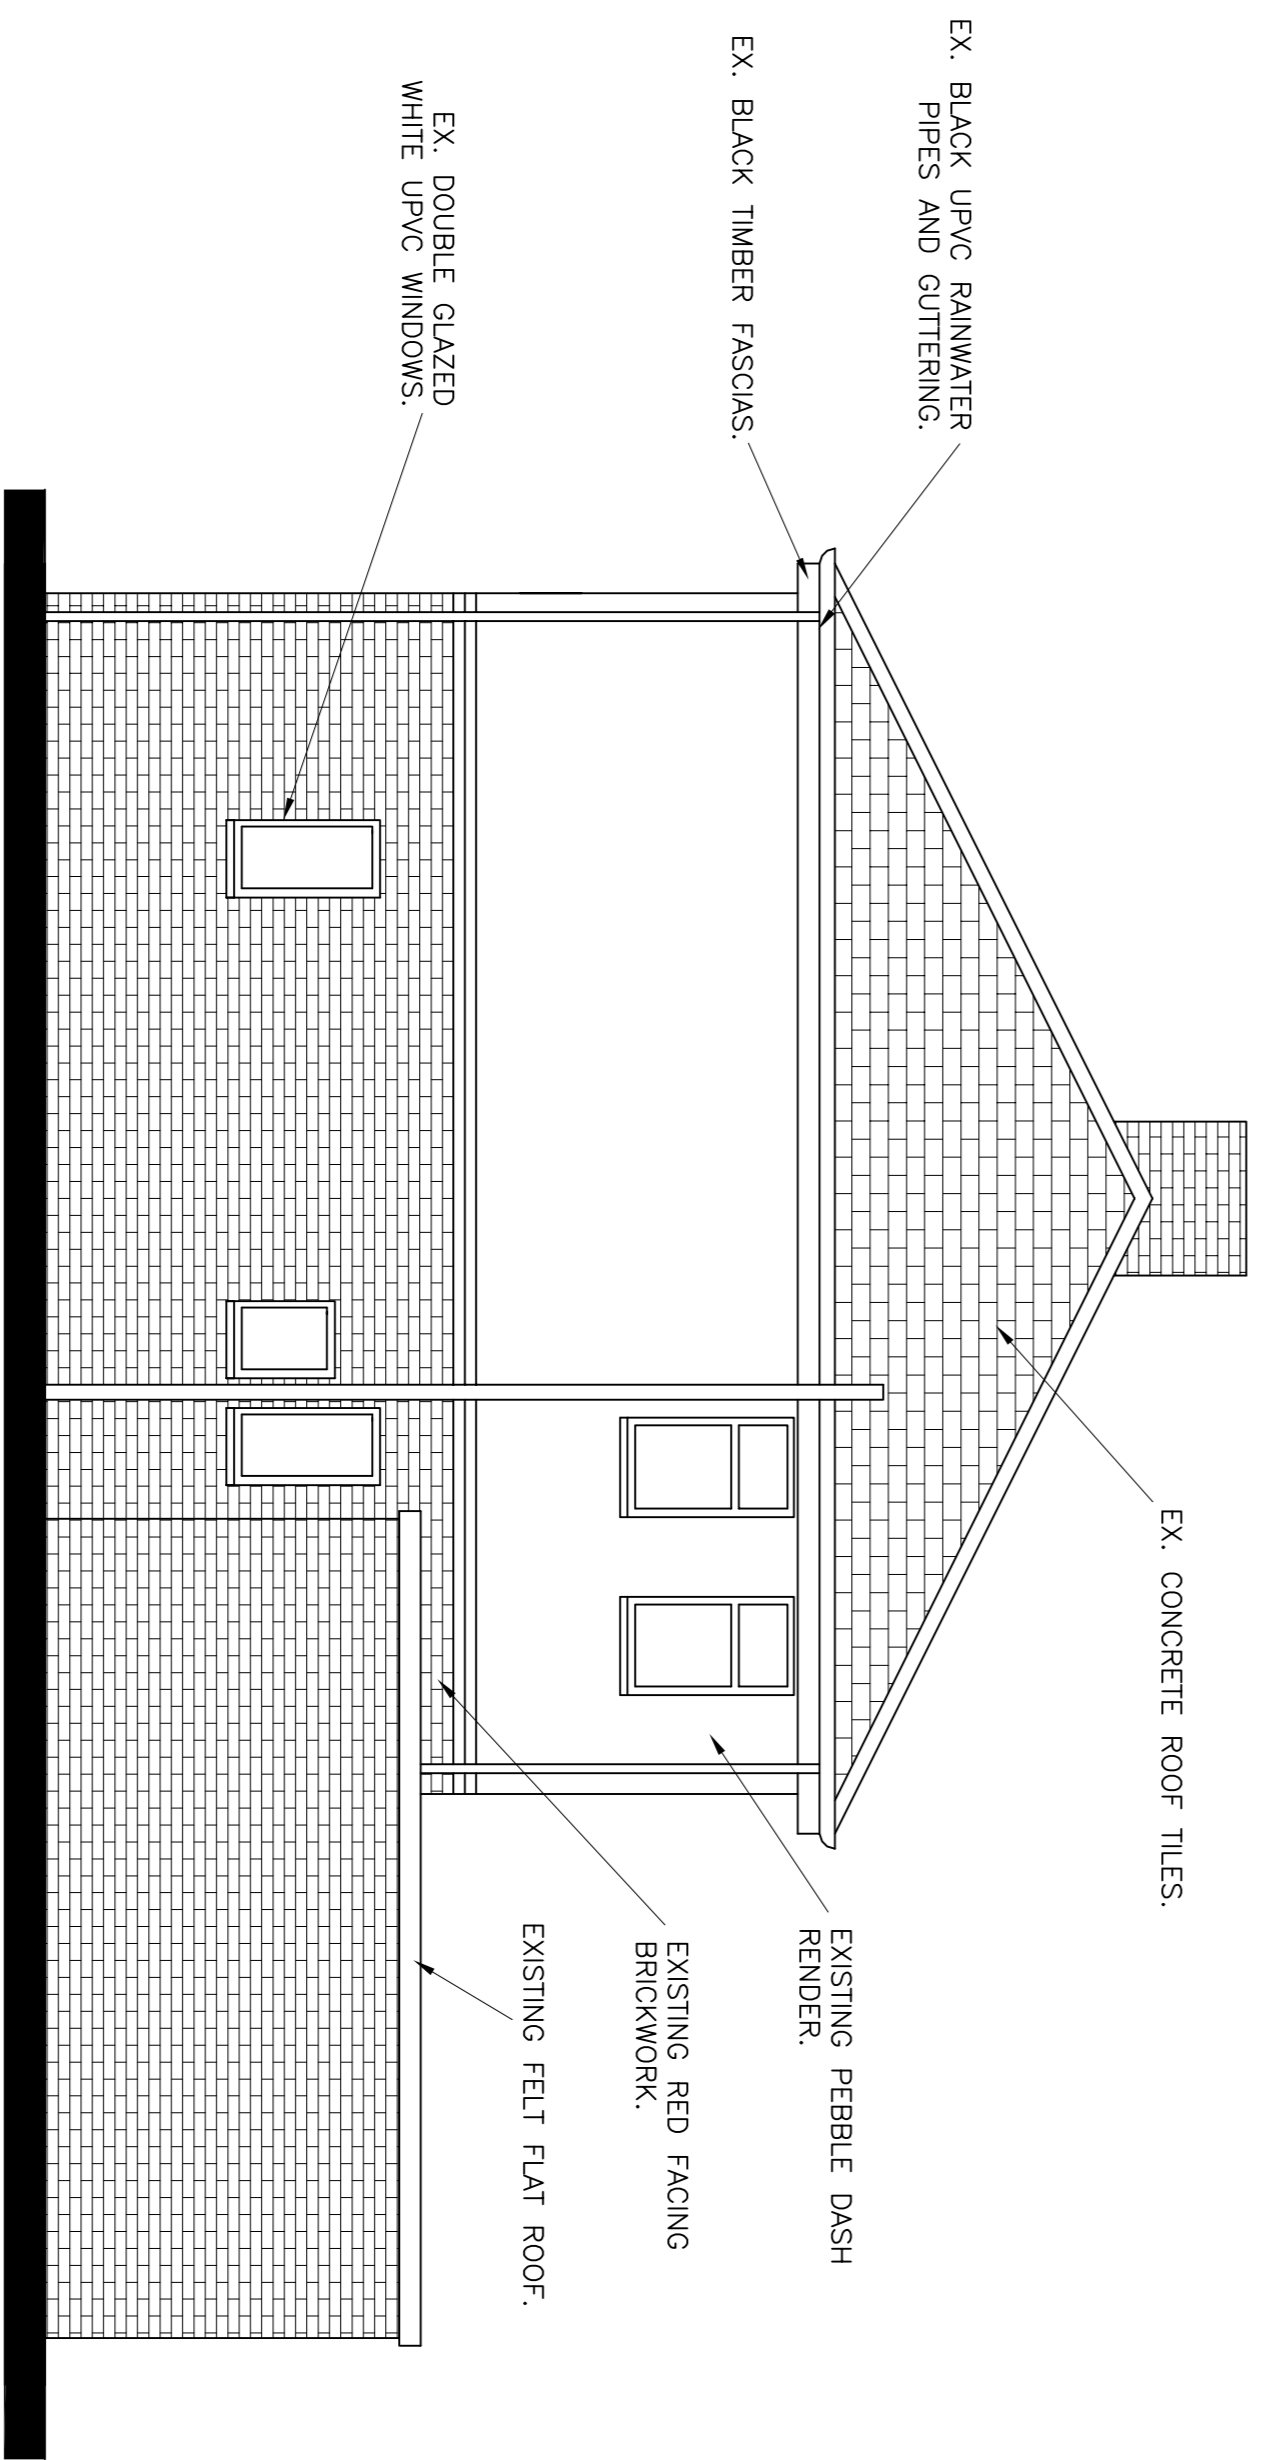 EX. BLACK UPVC RAINWATER
PIPES AND GUTTERING.
EX. BLACK TIMBER FASCIAS.
EX. DOUBLE GLAZED
WHITE UPVC WINDOWS.
EX. CONCRETE ROOF TILES.
EXISTING PEBBLE DASH
RENDER.
EXISTING RED FACING
BRICKWORK.
EXISTING FELT FLAT ROOF.